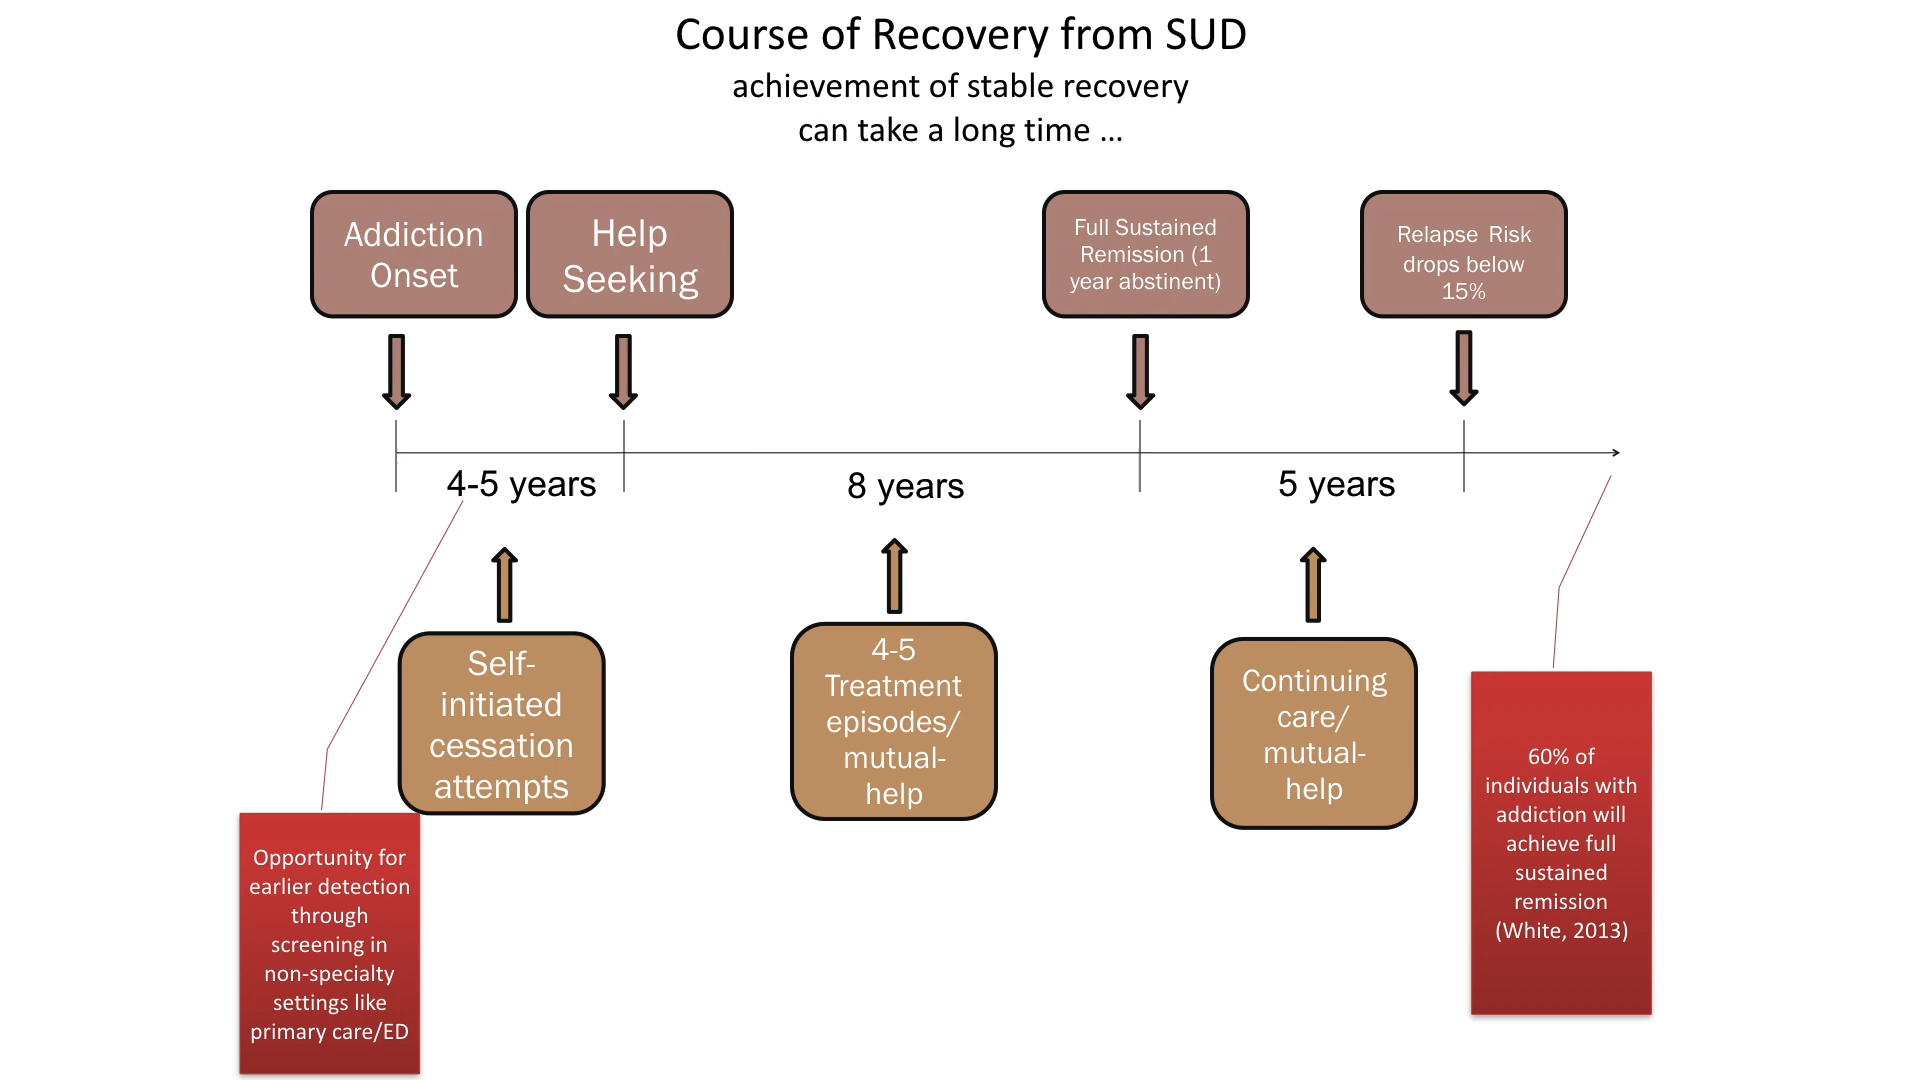 Course of Recovery from SUD
achievement of stable recovery
can take a long time ...
Addiction
Onset
Help
Seeking
Full Sustained
Remission (1
year abstinent)
Relapse Risk
drops below
15%
4-5 years
8 years
5 years
Self-
initiated
cessation
attempts
4-5
Treatment
episodes/
mutual-
help
Continuing
care/
mutual-
help
60% of
individuals with
addiction will
achieve full
sustained
remission
(White, 2013)
Opportunity for
earlier detection
through
screening in
non-specialty
settings like
primary care/ED